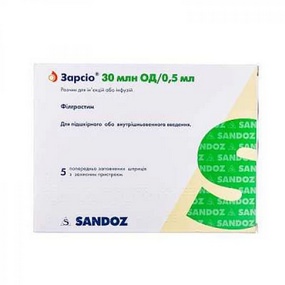 Зарсіо® 30 млн ОД/0,5 мл
Розчин для ін'єкцій або інфузій
Філграстим
Для підшкірного або внутрішньовенного введення.
5 попередньо заповнених шприців
з захисним пристроєм
S SANDOZ
SANDOZ